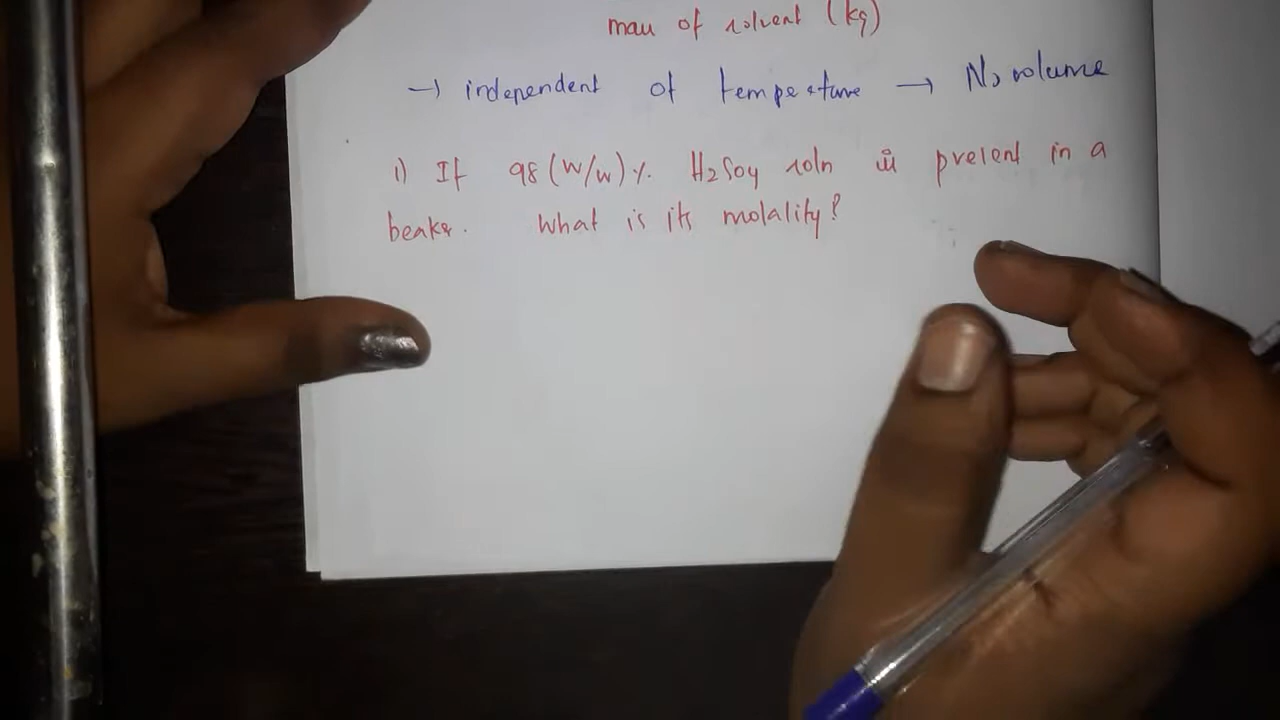 mass of solvent (kg)
→ independent of temperature → No volume
1) If 98 (w/w)%. H2SO4 soln is present in a
beaker. What is its molality?